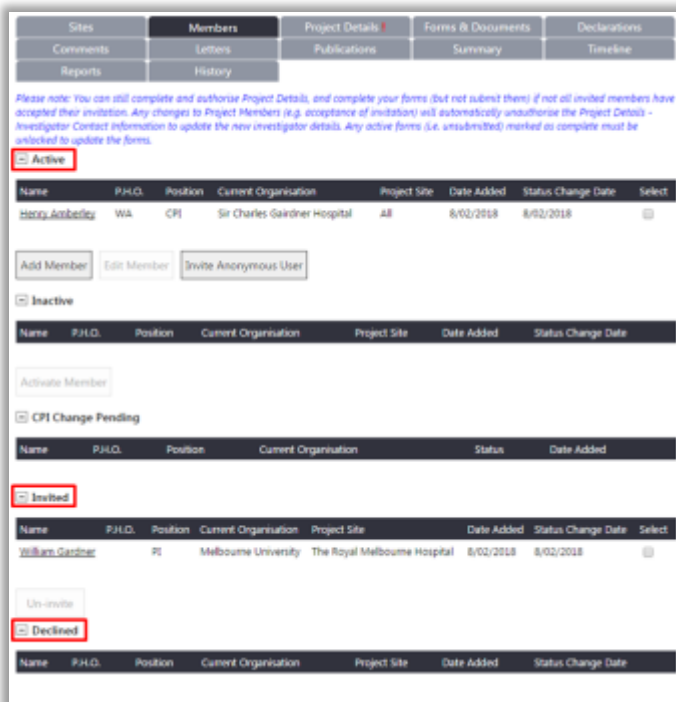 Sites Members Project Details ! Forms & Documents Declarations
Comments Letters Publications Summary Timeline
Reports History
Please note: You can still complete and authorise Project Details, and complete your forms (but not submit them) if not all invited members have
accepted their invitation. Any changes to Project Members (e.g. acceptance of invitation) will automatically unauthorise the Project Details -
Investigator Contact Information to update the new investigator details. Any active forms (i.e. unsubmitted) marked as complete must be
unlocked to update the forms.
Active
Name P.H.O. Position Current Organisation Project Site Date Added Status Change Date Select
Henry Amberley WA CPI Sir Charles Gairdner Hospital All 8/02/2018 8/02/2018
Add Member Edit Member Invite Anonymous User
Inactive
Name P.H.O. Position Current Organisation Project Site Date Added Status Change Date
Activate Member
CPI Change Pending
Name P.H.O. Position Current Organisation Status Date Added
Invited
Name P.H.O. Position Current Organisation Project Site Date Added Status Change Date Select
William Gardner PI Melbourne University The Royal Melbourne Hospital 8/02/2018 8/02/2018
Un-invite
Declined
Name P.H.O. Position Current Organisation Project Site Date Added Status Change Date